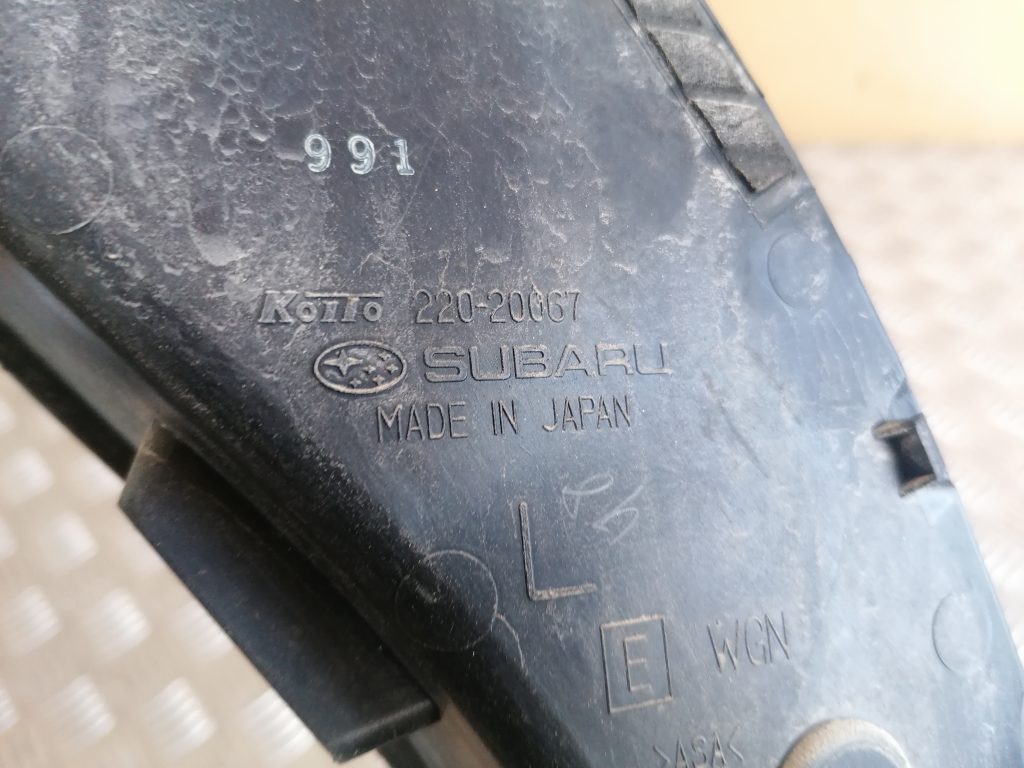 991
KOITO 220-20067
SUBARU
MADE IN JAPAN
L
E WGN
>ASA<